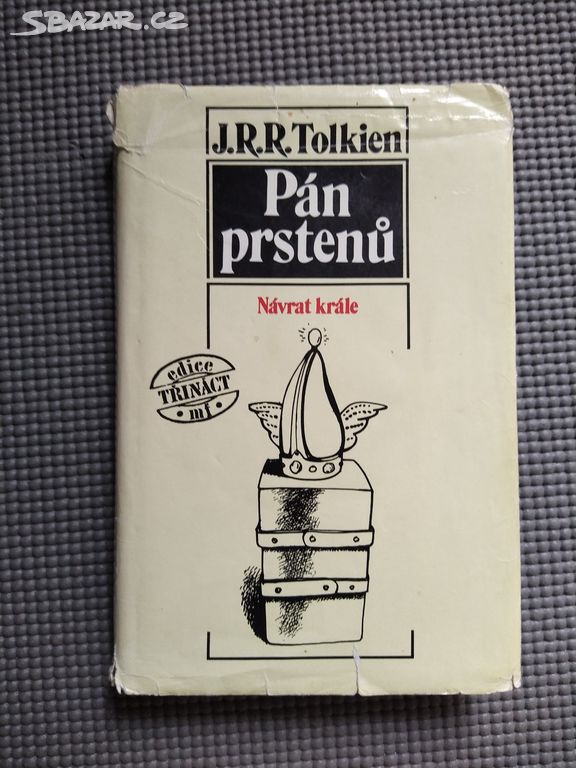 SBAZAR.CZ
J.R.R.Tolkien
Pán
prstenů
Návrat krále
edice
TŘINÁCT
mf